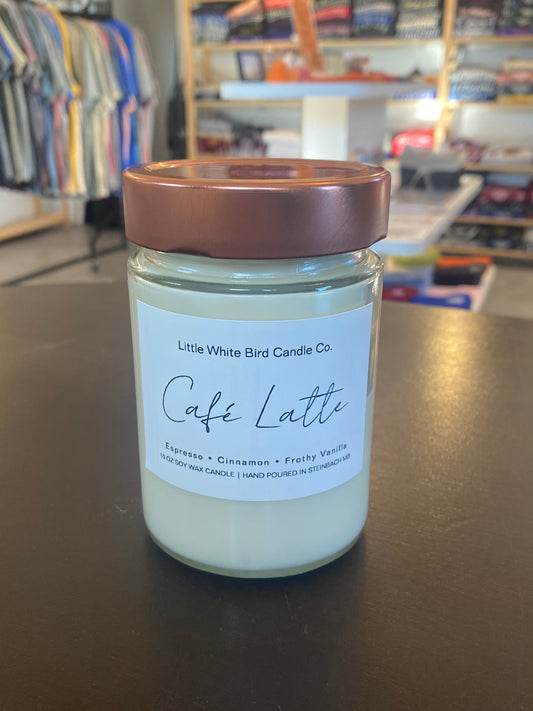 Little White Bird Candle Co.
Café Latte
Espresso • Cinnamon • Frothy Vanilla
10 OZ SOY WAX CANDLE | HAND POURED IN STEINBACH MB